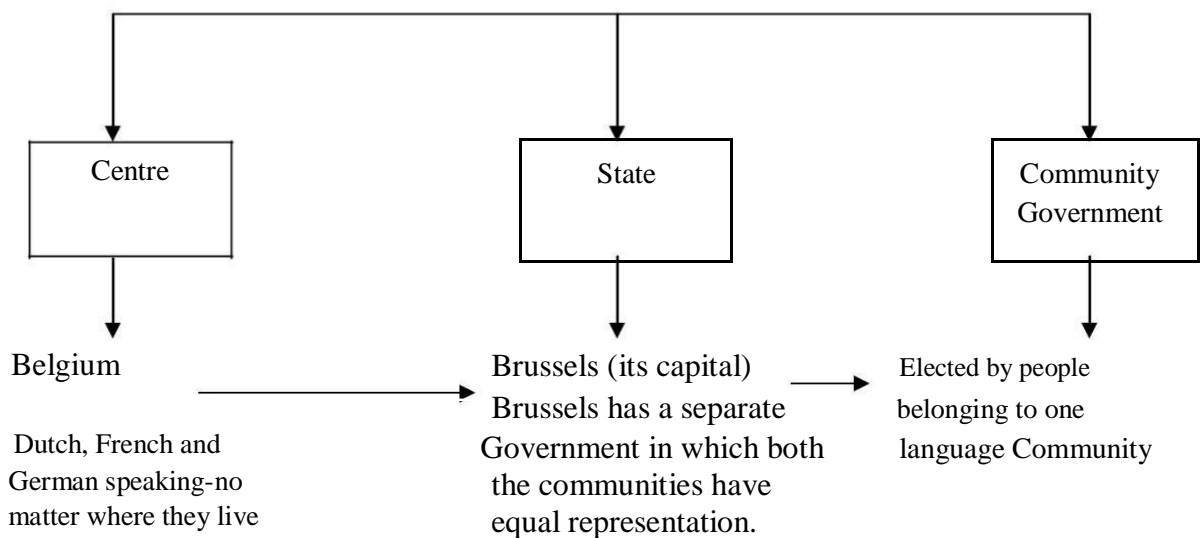 Centre
State
Community
Government
Belgium
Dutch, French and
German speaking-no
matter where they live
Brussels (its capital)
Brussels has a separate
Government in which both
the communities have
equal representation.
Elected by people
belonging to one
language Community